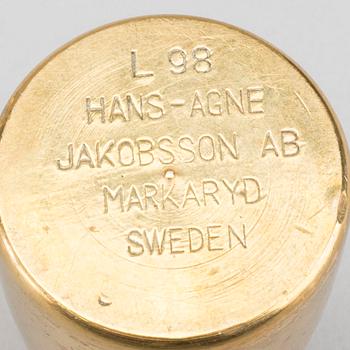 L 98
HANS-AGNE
JAKOBSSON AB
MARKARYD
SWEDEN